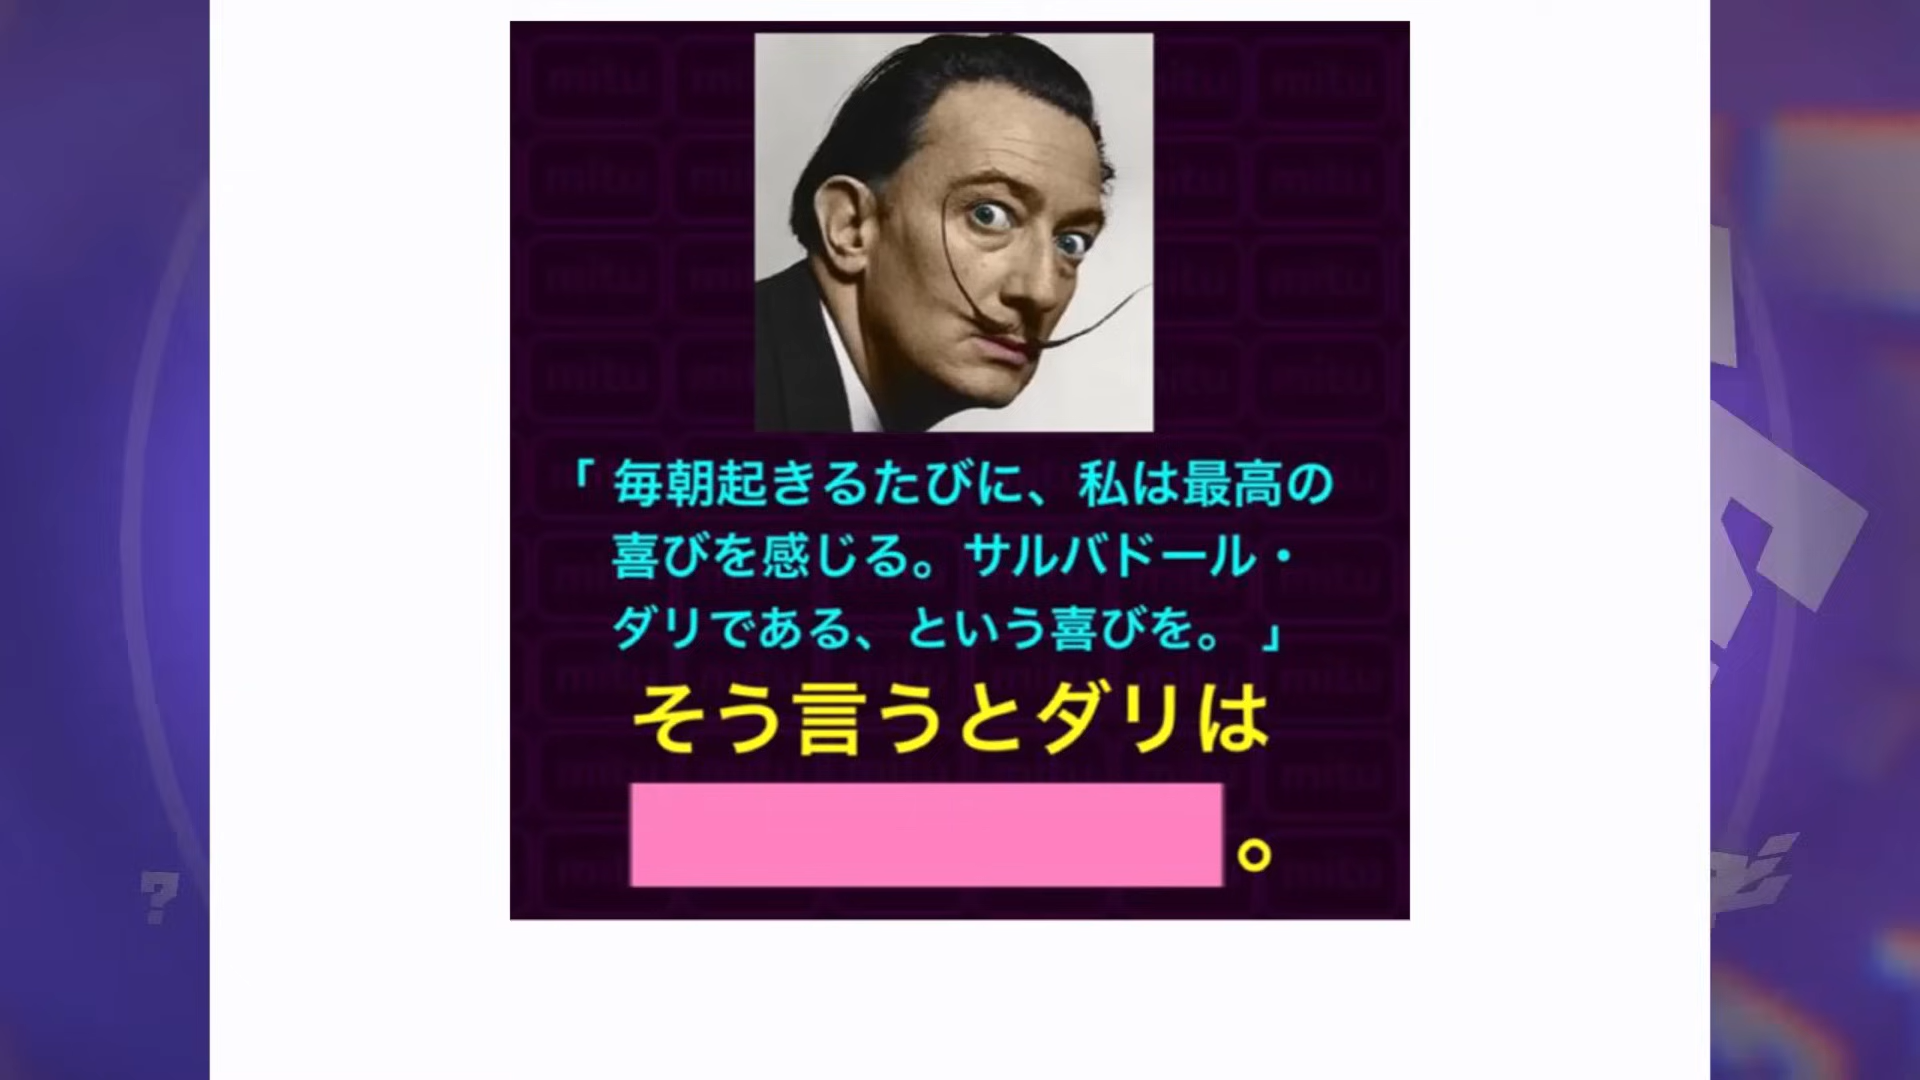 「毎朝起きるたびに、私は最高の
喜びを感じる。サルバドール・
ダリである、という喜びを。」
そう言うとダリは
。